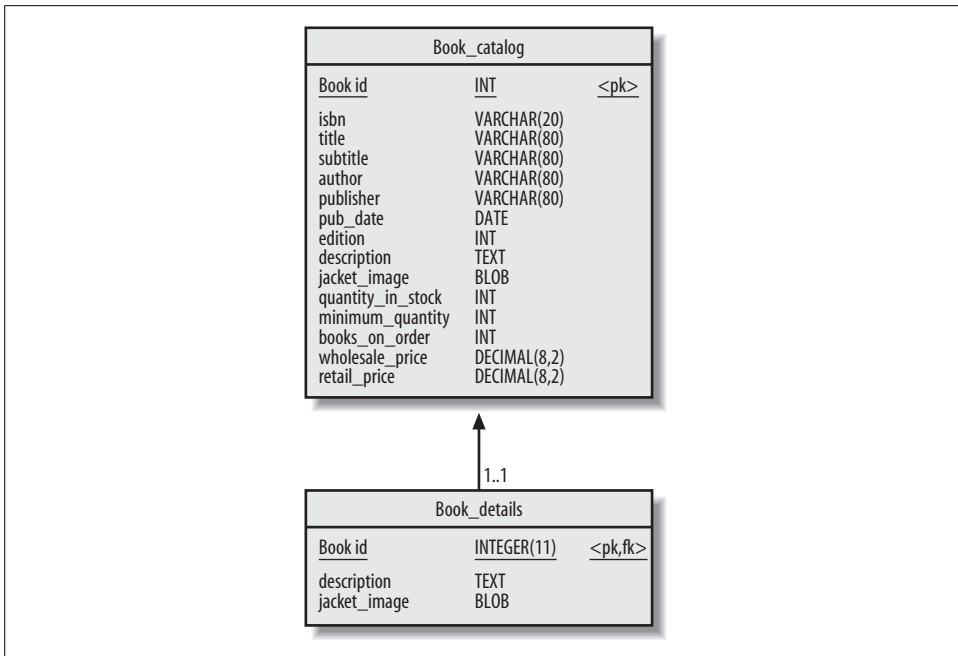 Book_catalog
Book id INT <pk>
isbn VARCHAR(20)
title VARCHAR(80)
subtitle VARCHAR(80)
author VARCHAR(80)
publisher VARCHAR(80)
pub_date DATE
edition INT
description TEXT
jacket_image BLOB
quantity_in_stock INT
minimum_quantity INT
books_on_order INT
wholesale_price DECIMAL(8,2)
retail_price DECIMAL(8,2)
1..1
Book_details
Book id INTEGER(11) <pk,fk>
description TEXT
jacket_image BLOB